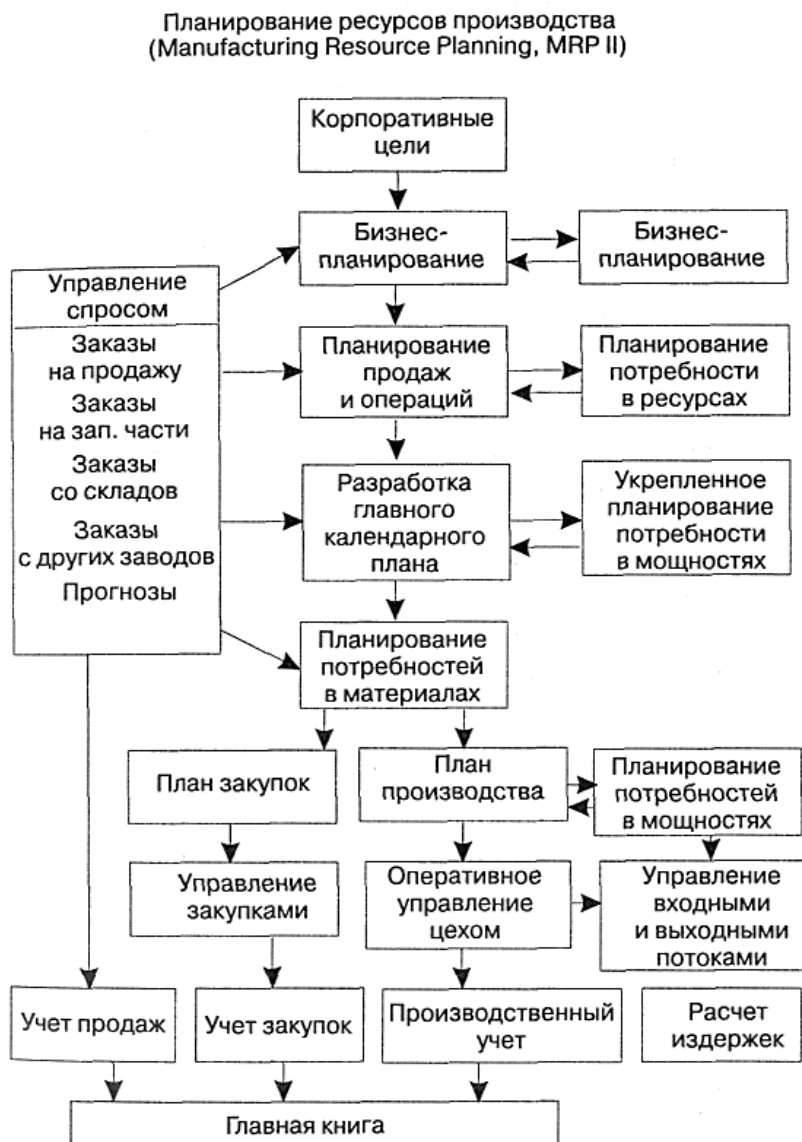 Планирование ресурсов производства
(Manufacturing Resource Planning, MRP II)
Корпоративные
цели
Бизнес-
планирование
Бизнес-
планирование
Управление
спросом
Заказы
на продажу
Заказы
на зап. части
Заказы
со складов
Заказы
с других заводов
Прогнозы
Планирование
продаж
и операций
Планирование
потребности
в ресурсах
Разработка
главного
календарного
плана
Укрепленное
планирование
потребности
в мощностях
Планирование
потребностей
в материалах
План закупок
План
производства
Планирование
потребностей
в мощностях
Управление
закупками
Оперативное
управление
цехом
Управление
входными
и выходными
потоками
Учет продаж
Учет закупок
Производственный
учет
Расчет
издержек
Главная книга